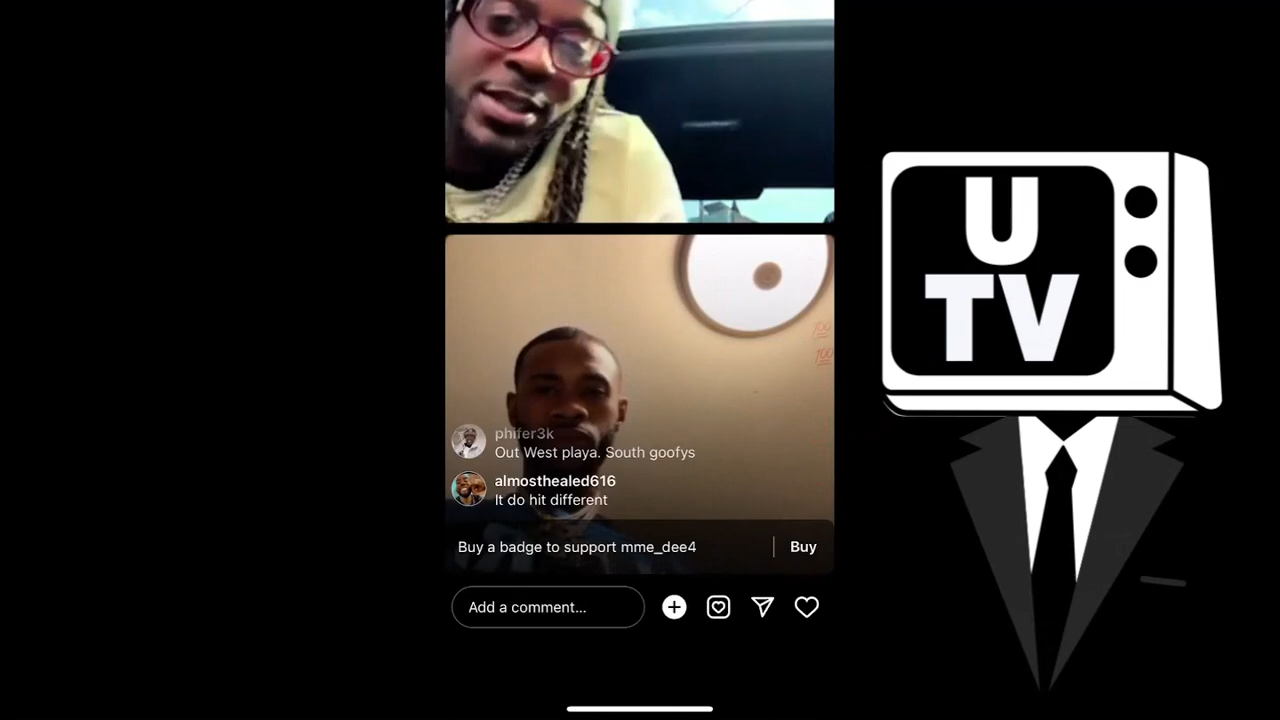 U
TV
💯
💯
phifer3k
Out West playa. South goofys
almosthealed616
It do hit different
Buy a badge to support mme_dee4
Buy
Add a comment...